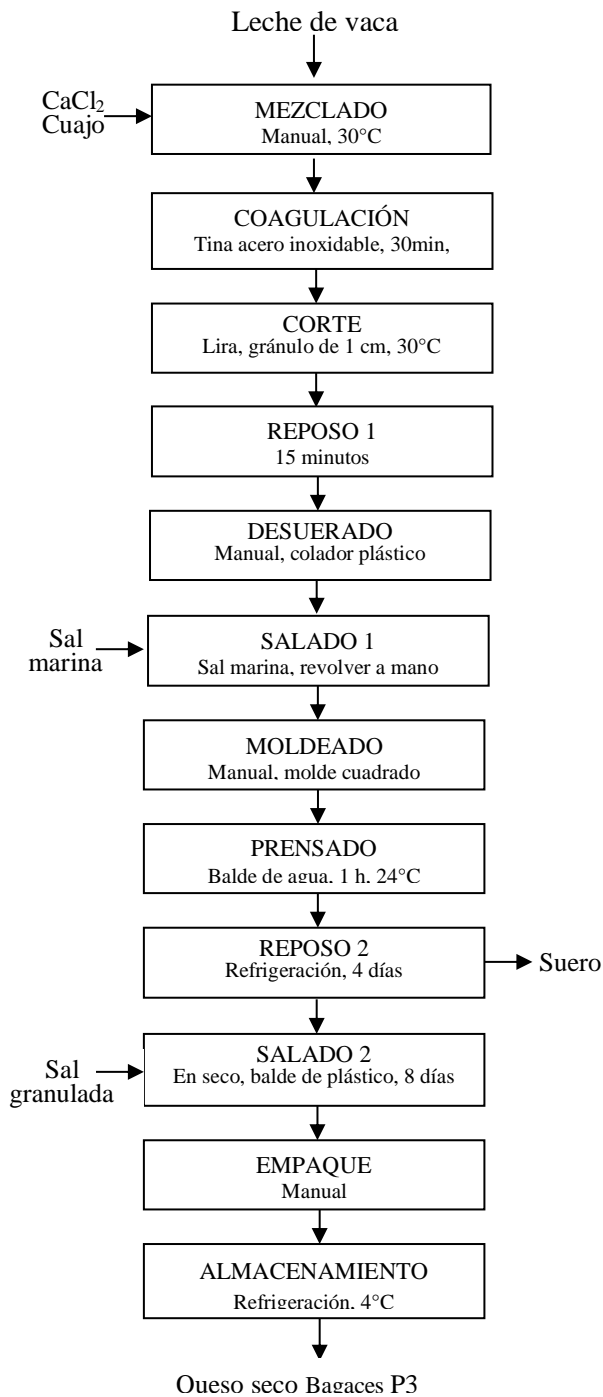 Leche de vaca
CaCl₂
Cuajo
MEZCLADO
Manual, 30°C
COAGULACIÓN
Tina acero inoxidable, 30min,
CORTE
Lira, gránulo de 1 cm, 30°C
REPOSO 1
15 minutos
DESUERADO
Manual, colador plástico
Sal
marina
SALADO 1
Sal marina, revolver a mano
MOLDEADO
Manual, molde cuadrado
PRENSADO
Balde de agua, 1 h, 24°C
REPOSO 2
Refrigeración, 4 días
Suero
Sal
granulada
SALADO 2
En seco, balde de plástico, 8 días
EMPAQUE
Manual
ALMACENAMIENTO
Refrigeración, 4°C
Queso seco Bagaces P3